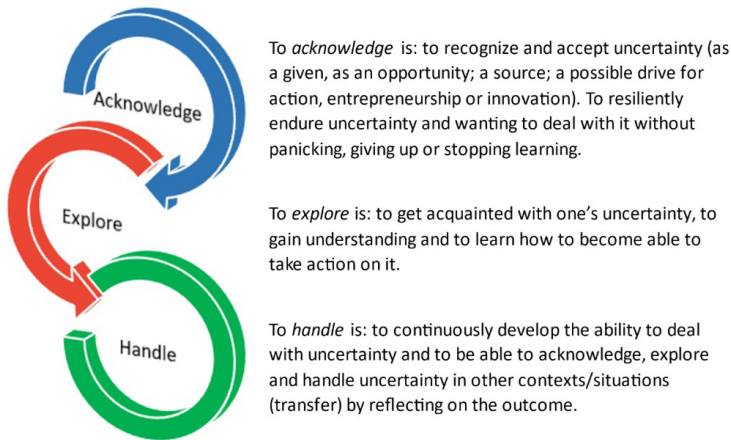 Acknowledge
To acknowledge is: to recognize and accept uncertainty (as
a given, as an opportunity; a source; a possible drive for
action, entrepreneurship or innovation). To resiliently
endure uncertainty and wanting to deal with it without
panicking, giving up or stopping learning.
Explore
To explore is: to get acquainted with one’s uncertainty, to
gain understanding and to learn how to become able to
take action on it.
Handle
To handle is: to continuously develop the ability to deal
with uncertainty and to be able to acknowledge, explore
and handle uncertainty in other contexts/situations
(transfer) by reflecting on the outcome.